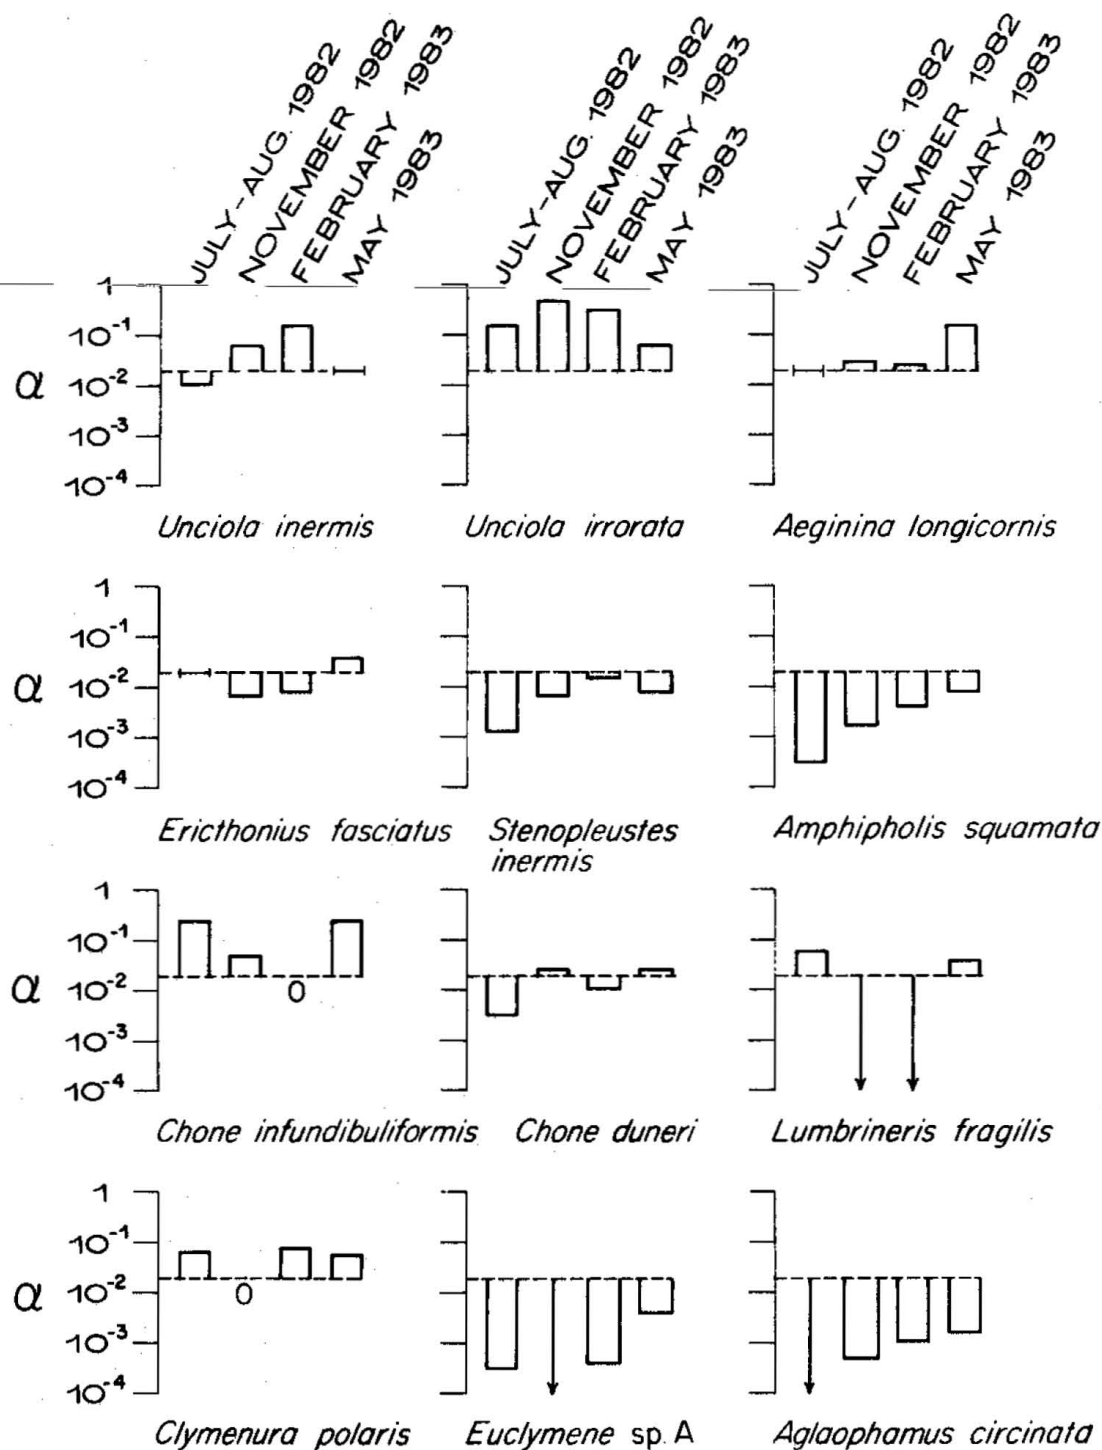 JULY-AUG. 1982
NOVEMBER 1982
FEBRUARY 1983
MAY 1983
JULY-AUG. 1982
NOVEMBER 1982
FEBRUARY 1983
MAY 1983
JULY-AUG. 1982
NOVEMBER 1982
FEBRUARY 1983
MAY 1983
1
10⁻¹
α
10⁻²
10⁻³
10⁻⁴
Unciola inermis
Unciola irrorata
Aeginina longicornis
1
10⁻¹
α
10⁻²
10⁻³
10⁻⁴
Ericthonius fasciatus
Stenopleustes
inermis
Amphipholis squamata
1
10⁻¹
α
10⁻²
0
10⁻³
10⁻⁴
Chone infundibuliformis
Chone duneri
Lumbrineris fragilis
1
10⁻¹
α
10⁻²
0
10⁻³
10⁻⁴
Clymenura polaris
Euclymene sp. A
Aglaophamus circinata